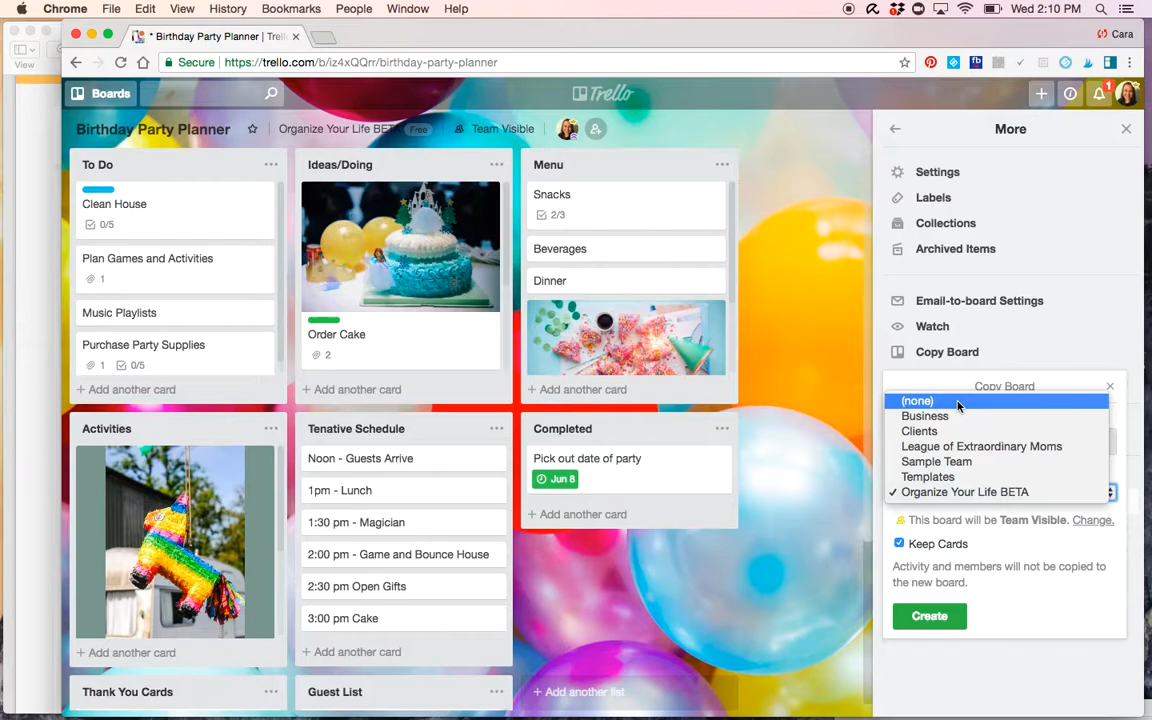 Chrome File Edit View History Bookmarks People Window Help
Wed 2:10 PM
View
* Birthday Party Planner | Trell
Cara
Secure https://trello.com/b/iz4xQQrr/birthday-party-planner
fb
Boards
Trello
1
Birthday Party Planner
Organize Your Life BETA
Free
Team Visible
More
To Do
Clean House
0/5
Plan Games and Activities
1
Music Playlists
Purchase Party Supplies
1 0/5
+ Add another card
Ideas/Doing
Order Cake
2
+ Add another card
Menu
Snacks
2/3
Beverages
Dinner
+ Add another card
Activities
+ Add another card
Tenative Schedule
Noon - Guests Arrive
1pm - Lunch
1:30 pm - Magician
2:00 pm - Game and Bounce House
2:30 pm Open Gifts
3:00 pm Cake
+ Add another card
Completed
Pick out date of party
Jun 8
+ Add another card
Thank You Cards
Guest List
+ Add another list
Settings
Labels
Collections
Archived Items
Email-to-board Settings
Watch
Copy Board
Copy Board
(none)
Business
Clients
League of Extraordinary Moms
Sample Team
Templates
✓ Organize Your Life BETA
This board will be Team Visible. Change.
Keep Cards
Activity and members will not be copied to
the new board.
Create